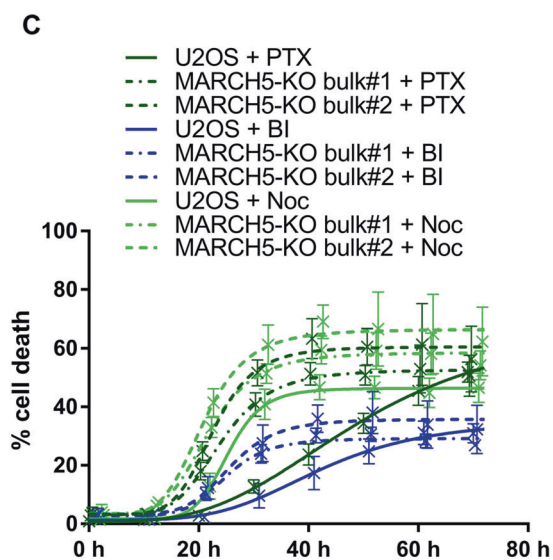 C
U2OS + PTX
MARCH5-KO bulk#1 + PTX
MARCH5-KO bulk#2 + PTX
U2OS + BI
MARCH5-KO bulk#1 + BI
MARCH5-KO bulk#2 + BI
U2OS + Noc
MARCH5-KO bulk#1 + Noc
MARCH5-KO bulk#2 + Noc
100
80
60
40
20
0
% cell death
0 h 20 h 40 h 60 h 80 h